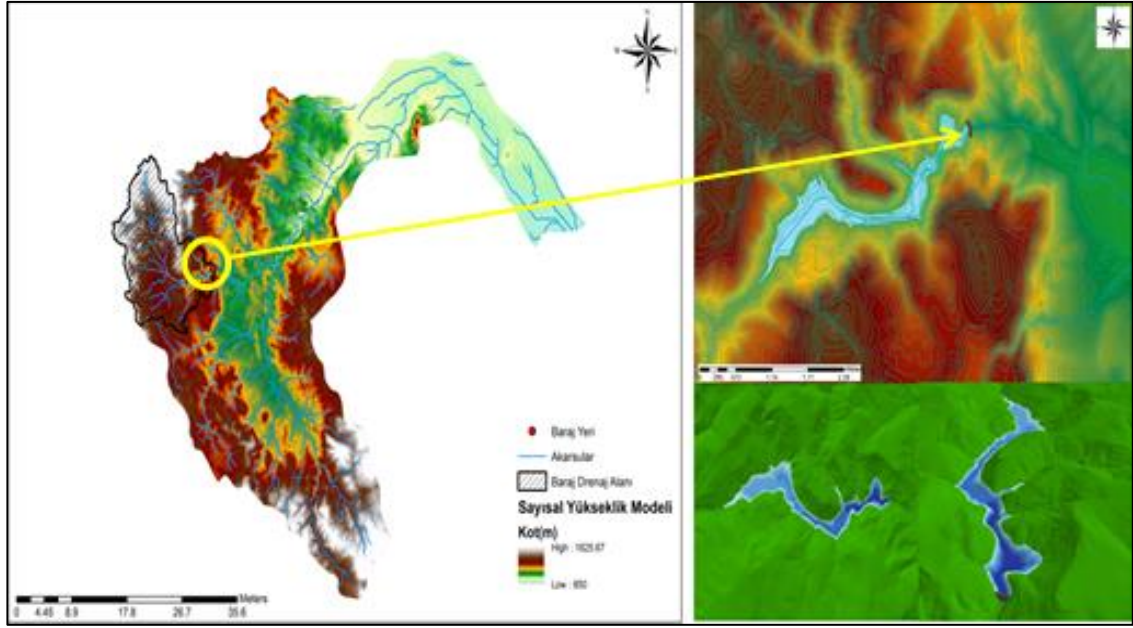 Baraj Yeri
Akarsular
Baraj Drenaj Alanı
Sayısal Yükseklik Modeli
Kot(m)
High : 1625.67
Low : 850
Meters
0 4.45 8.9 17.8 26.7 35.6